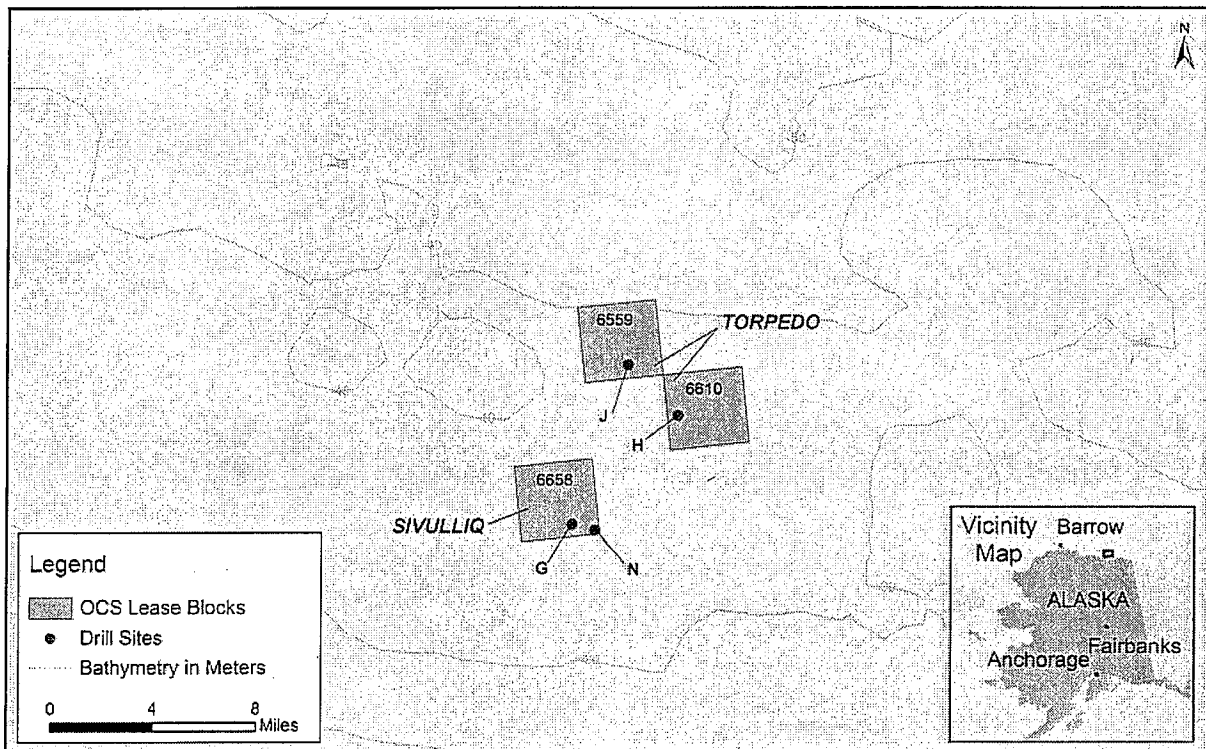 N
6559
TORPEDO
6610
J
H
6658
SIVULLIQ
G
N
Legend
OCS Lease Blocks
Drill Sites
Bathymetry in Meters
0 4 8
Miles
Vicinity Map
Barrow
ALASKA
Fairbanks
Anchorage